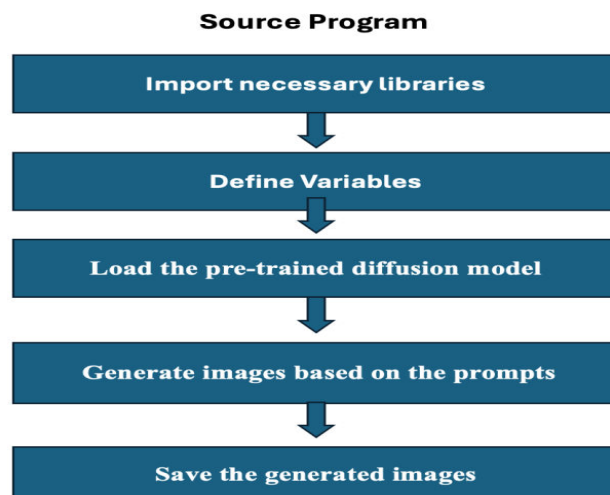 Source Program
Import necessary libraries
Define Variables
Load the pre-trained diffusion model
Generate images based on the prompts
Save the generated images